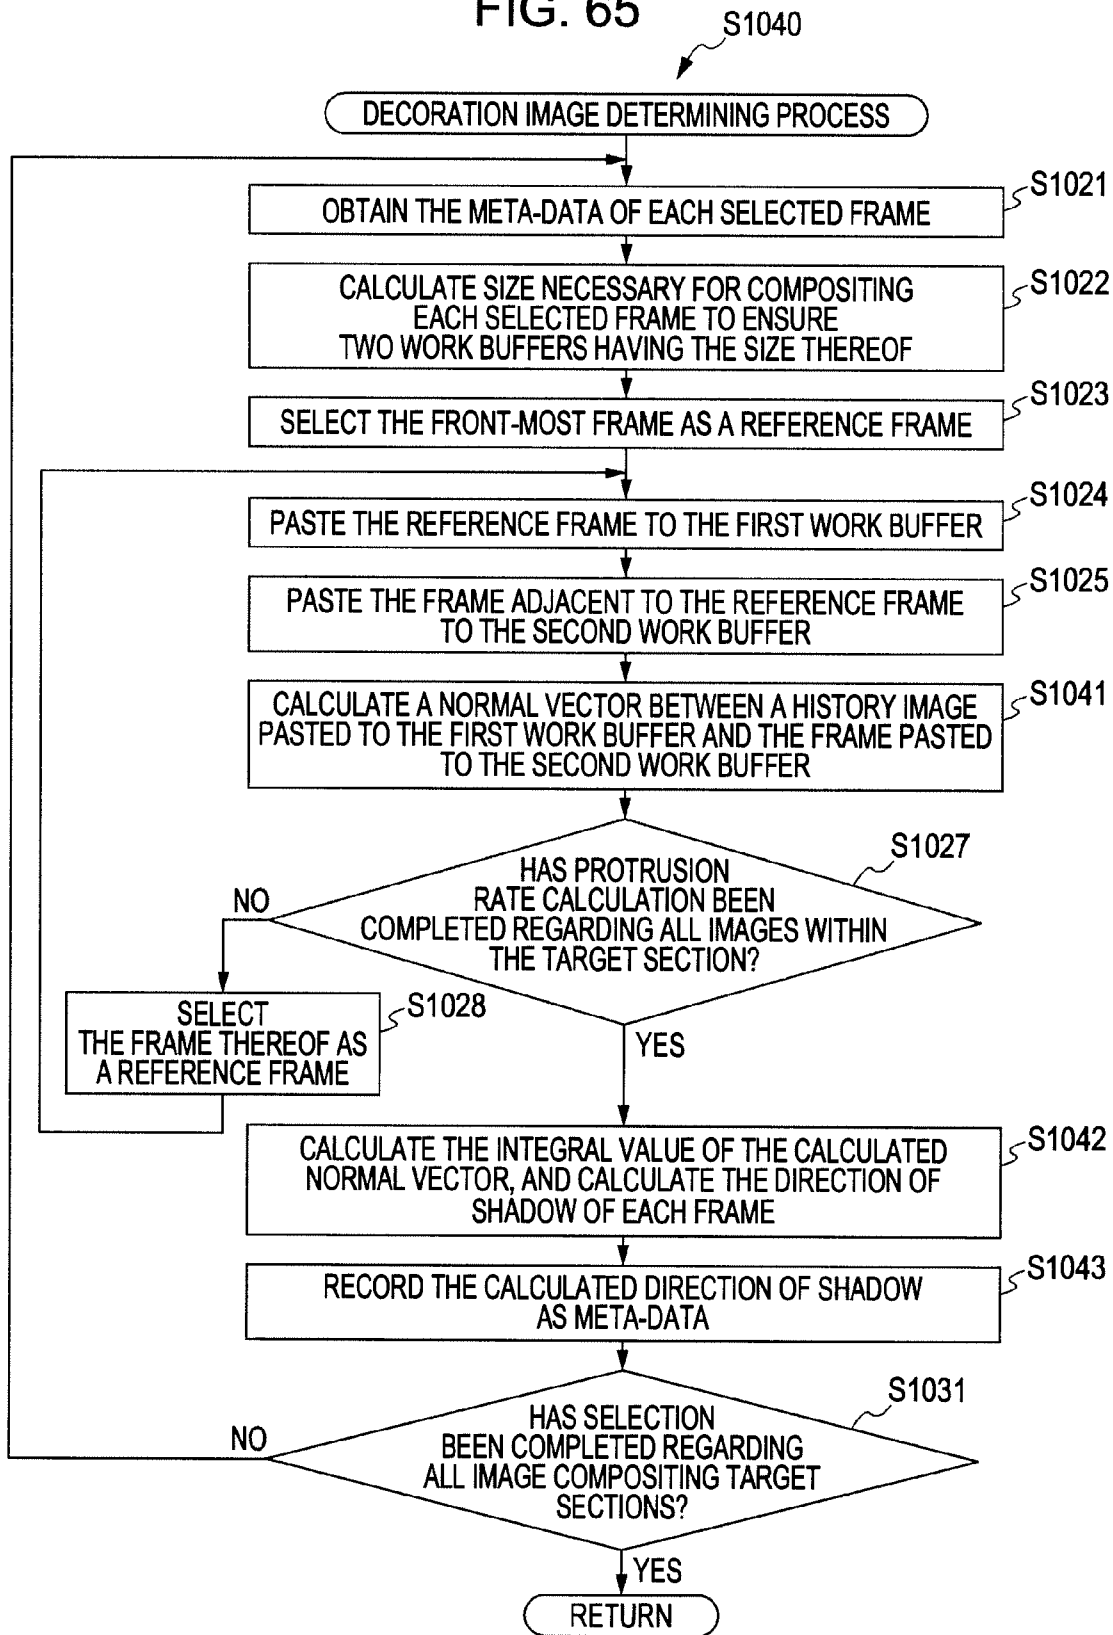 FIG. 65
S1040
DECORATION IMAGE DETERMINING PROCESS
S1021
OBTAIN THE META-DATA OF EACH SELECTED FRAME
S1022
CALCULATE SIZE NECESSARY FOR COMPOSITING
EACH SELECTED FRAME TO ENSURE
TWO WORK BUFFERS HAVING THE SIZE THEREOF
S1023
SELECT THE FRONT-MOST FRAME AS A REFERENCE FRAME
S1024
PASTE THE REFERENCE FRAME TO THE FIRST WORK BUFFER
S1025
PASTE THE FRAME ADJACENT TO THE REFERENCE FRAME
TO THE SECOND WORK BUFFER
S1041
CALCULATE A NORMAL VECTOR BETWEEN A HISTORY IMAGE
PASTED TO THE FIRST WORK BUFFER AND THE FRAME PASTED
TO THE SECOND WORK BUFFER
S1027
HAS PROTRUSION
RATE CALCULATION BEEN
COMPLETED REGARDING ALL IMAGES WITHIN
THE TARGET SECTION?
NO
S1028
SELECT
THE FRAME THEREOF AS
A REFERENCE FRAME
YES
S1042
CALCULATE THE INTEGRAL VALUE OF THE CALCULATED
NORMAL VECTOR, AND CALCULATE THE DIRECTION OF
SHADOW OF EACH FRAME
S1043
RECORD THE CALCULATED DIRECTION OF SHADOW
AS META-DATA
S1031
HAS SELECTION
BEEN COMPLETED REGARDING
ALL IMAGE COMPOSITING TARGET
SECTIONS?
NO
YES
RETURN